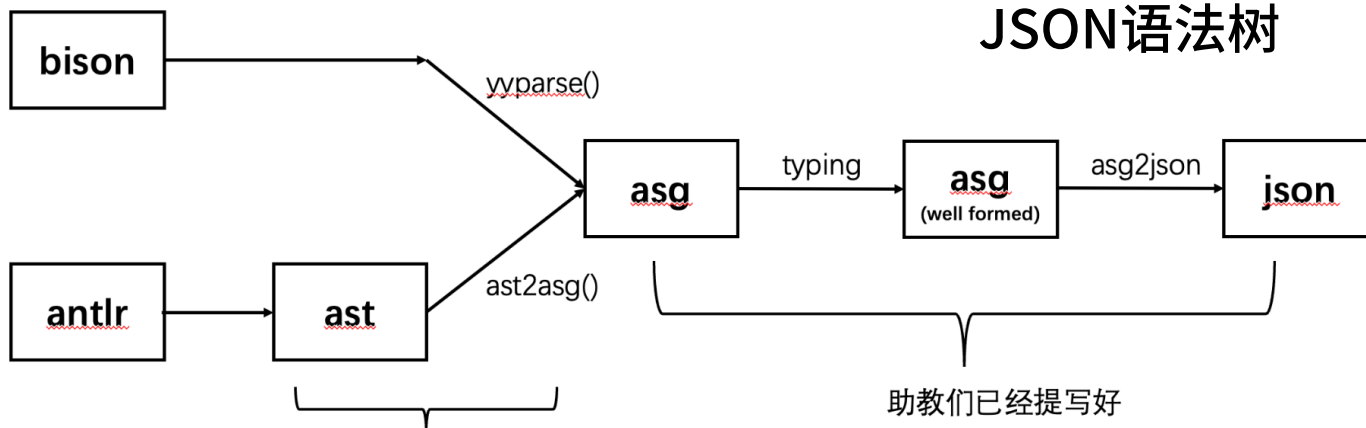 JSON语法树
bison
yyparse()
asg
typing
asg
(well formed)
asg2json
json
antlr
ast
ast2asg()
助教们已经提写好